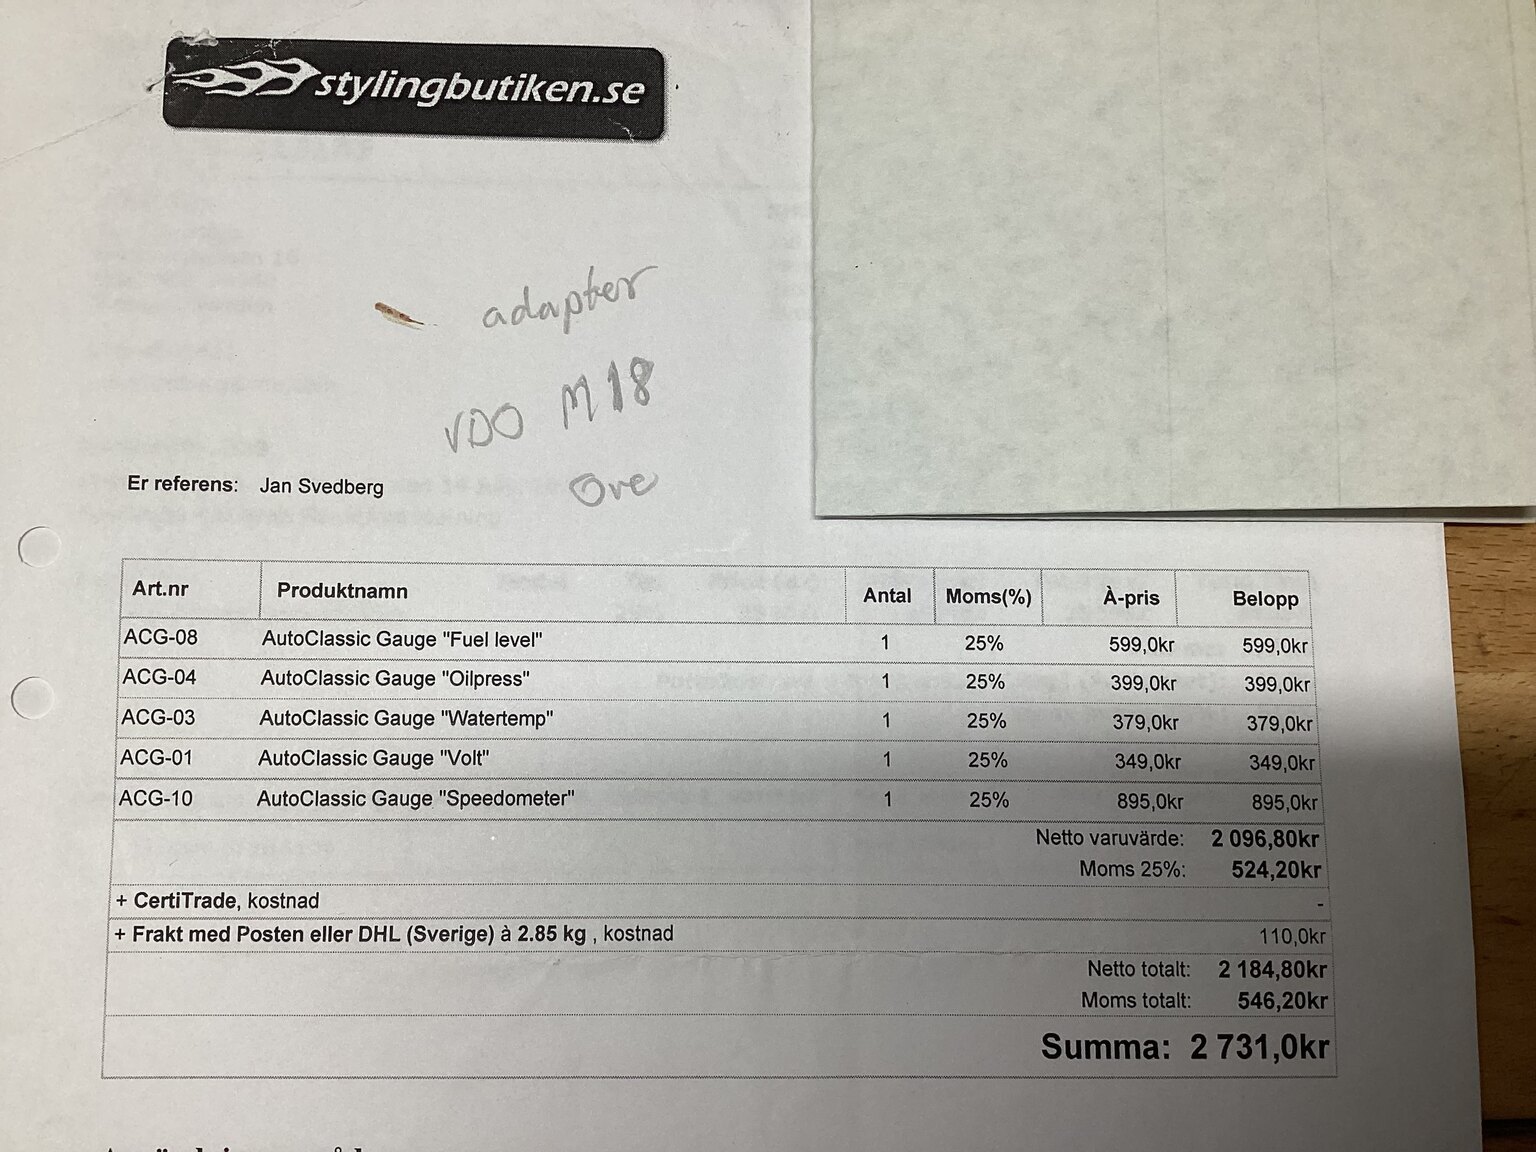 stylingbutiken.se
adapter
VDO M18
Ove
Er referens: Jan Svedberg
Art.nr Produktnamn Antal Moms(%) À-pris Belopp
ACG-08 AutoClassic Gauge "Fuel level" 1 25% 599,0kr 599,0kr
ACG-04 AutoClassic Gauge "Oilpress" 1 25% 399,0kr 399,0kr
ACG-03 AutoClassic Gauge "Watertemp" 1 25% 379,0kr 379,0kr
ACG-01 AutoClassic Gauge "Volt" 1 25% 349,0kr 349,0kr
ACG-10 AutoClassic Gauge "Speedometer" 1 25% 895,0kr 895,0kr
Netto varuvärde: 2 096,80kr
Moms 25%: 524,20kr
+ CertiTrade, kostnad -
+ Frakt med Posten eller DHL (Sverige) à 2.85 kg , kostnad 110,0kr
Netto totalt: 2 184,80kr
Moms totalt: 546,20kr
Summa: 2 731,0kr